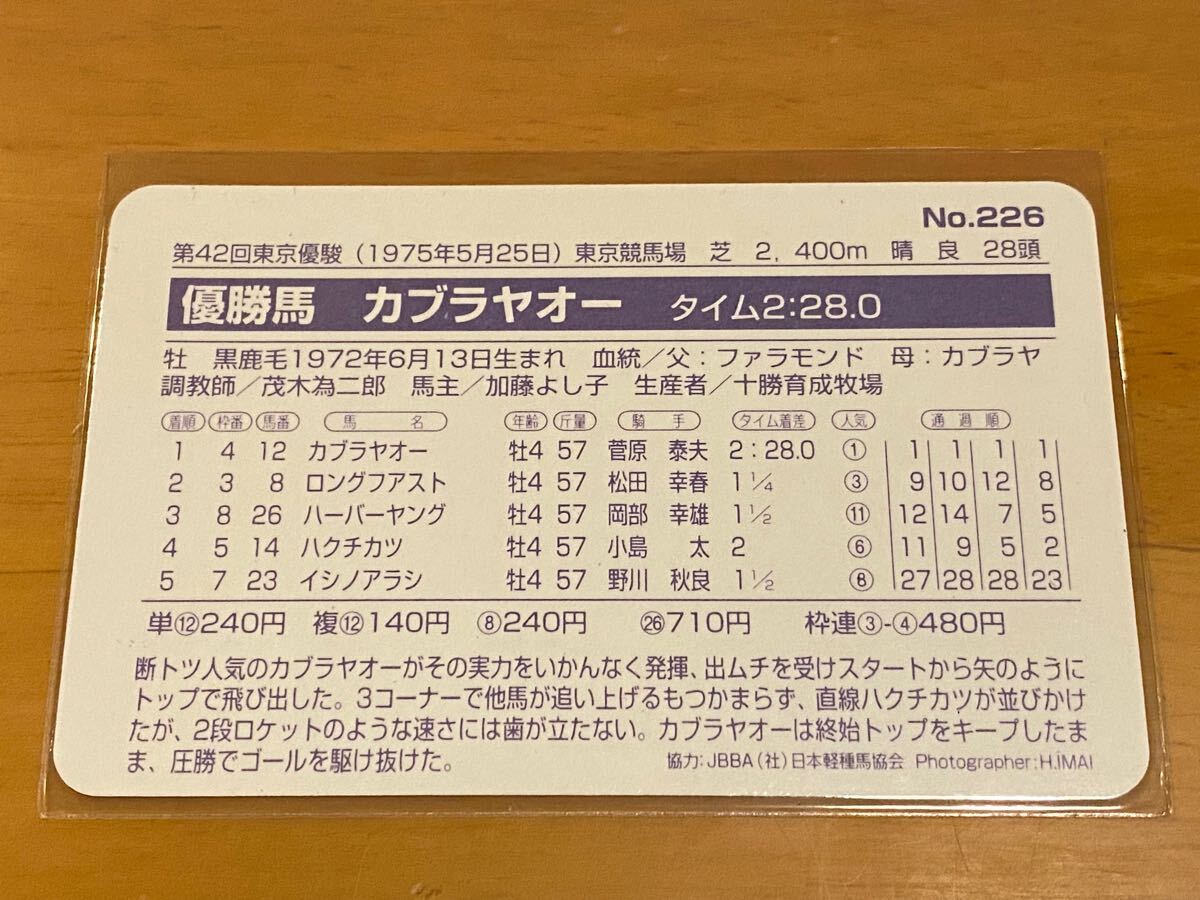 No.226
第42回東京優駿（1975年5月25日）東京競馬場　芝　2,400m　晴　良　28頭
優勝馬　カブラヤオー　タイム2:28.0
牡　黒鹿毛1972年6月13日生まれ　血統／父：ファラモンド　母：カブラヤ
調教師／茂木為二郎　馬主／加藤よし子　生産者／十勝育成牧場
着順 枠番 馬番 馬名 年齢 斤量 騎手 タイム着差 人気 通過順
1 4 12 カブラヤオー 牡4 57 菅原 泰夫 2:28.0 ① 1 1 1 1
2 3 8 ロングフアスト 牡4 57 松田 幸春 1 1/4 ③ 9 10 12 8
3 8 26 ハーバーヤング 牡4 57 岡部 幸雄 1 1/2 ⑪ 12 14 7 5
4 5 14 ハクチカツ 牡4 57 小島 太 2 ⑥ 11 9 5 2
5 7 23 イシノアラシ 牡4 57 野川 秋良 1 1/2 ⑧ 27 28 28 23
単⑫240円　複⑫140円　⑧240円　㉖710円　枠連③-④480円
断トツ人気のカブラヤオーがその実力をいかんなく発揮、出ムチを受けスタートから矢のように
トップで飛び出した。3コーナーで他馬が追い上げるもつかまらず、直線ハクチカツが並びかけ
たが、2段ロケットのような速さには歯が立たない。カブラヤオーは終始トップをキープしたま
ま、圧勝でゴールを駆け抜けた。
協力：JBBA（社）日本軽種馬協会　Photographer：H.IMAI